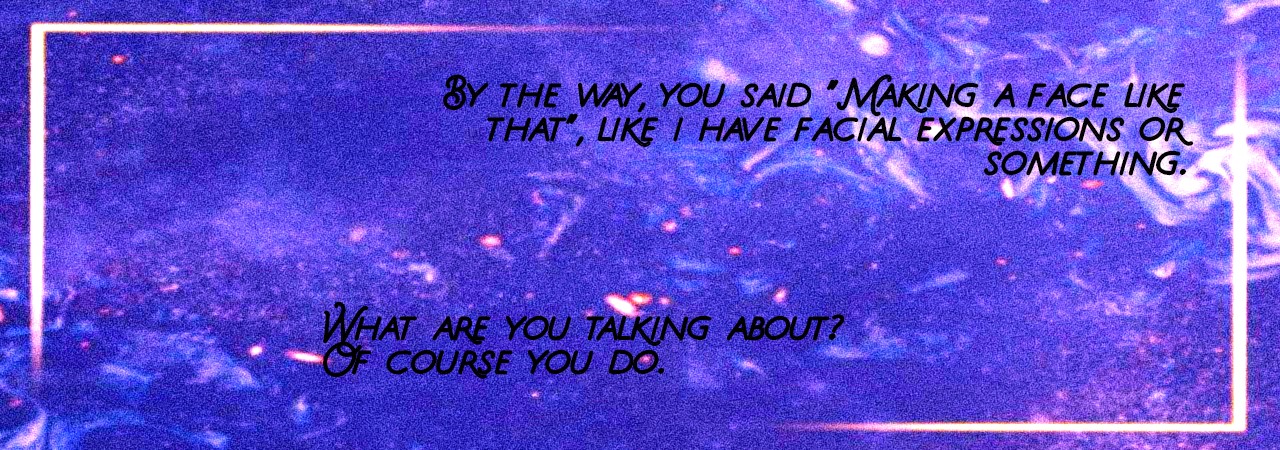 By the way, you said "Making a face like
that", like I have facial expressions or
something.
What are you talking about?
Of course you do.